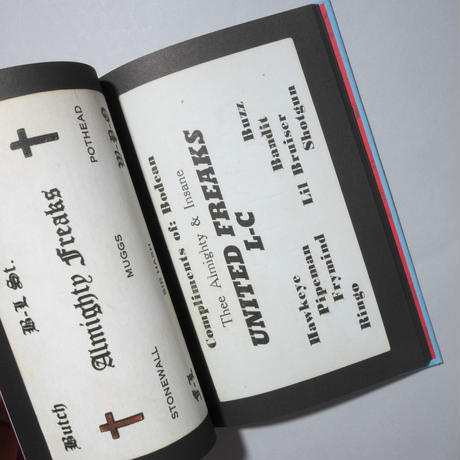 Butch B-L St.
Almighty Freaks
STONEWALL MUGGS POTHEAD
Compliments of: Bodean
Thee Almighty & Insane
UNITED FREAKS
L-C
Hawkeye Buzz
Pipeman Bandit
Frymind Lil Bruiser
Ringo Shotgun